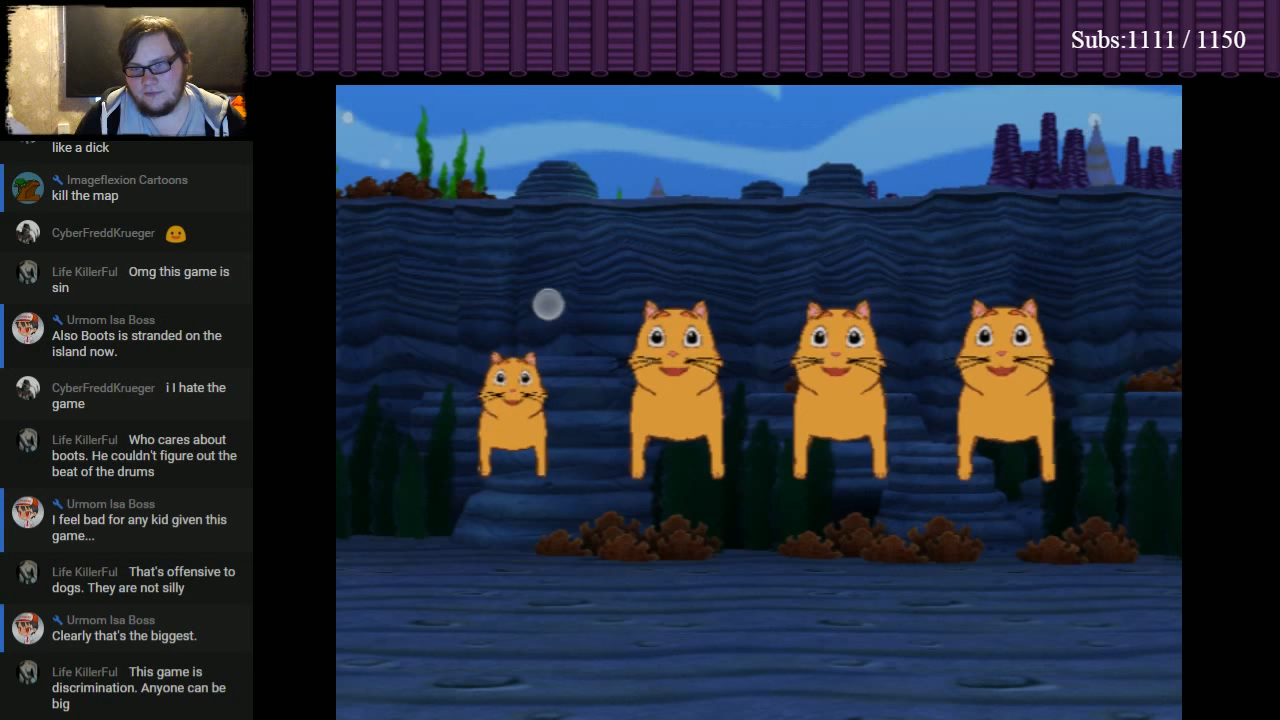 Subs:1111 / 1150
like a dick
Imageflexion Cartoons
kill the map
CyberFreddKrueger
Life KillerFul Omg this game is
sin
Urmom Isa Boss
Also Boots is stranded on the
island now.
CyberFreddKrueger i I hate the
game
Life KillerFul Who cares about
boots. He couldn't figure out the
beat of the drums
Urmom Isa Boss
I feel bad for any kid given this
game...
Life KillerFul That's offensive to
dogs. They are not silly
Urmom Isa Boss
Clearly that's the biggest.
Life KillerFul This game is
discrimination. Anyone can be
big